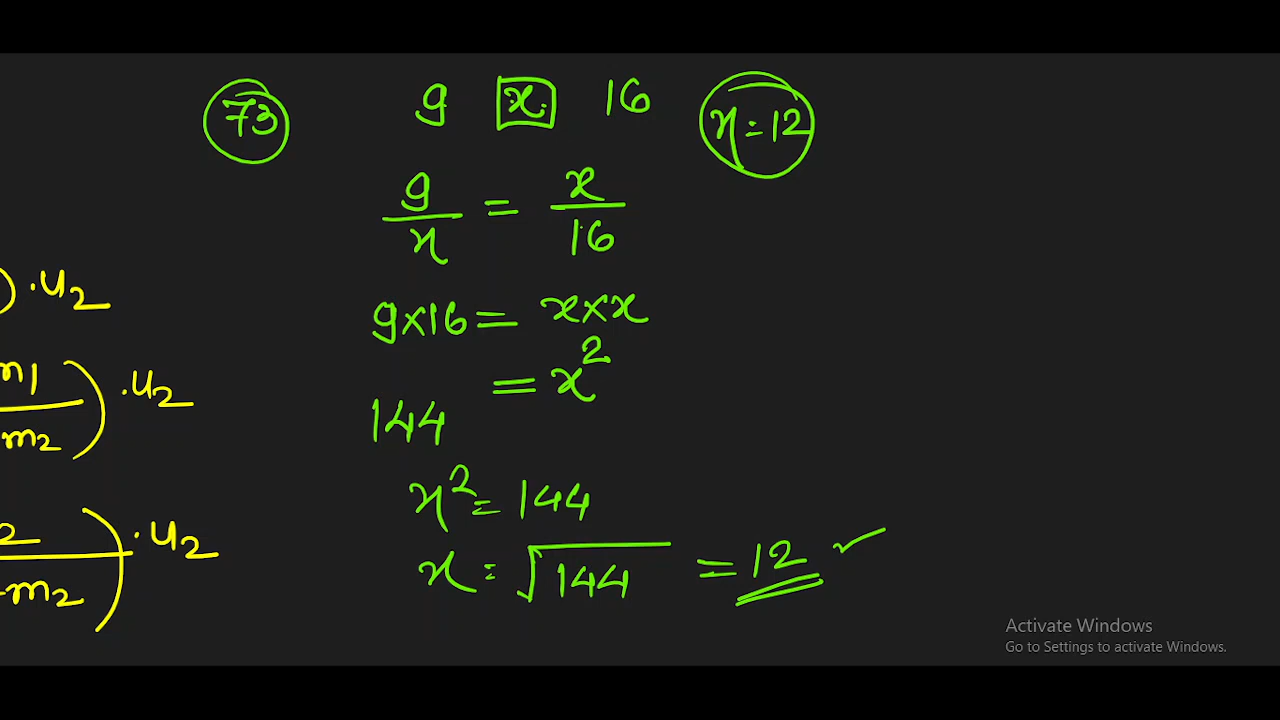 73
9 x 16
x = 12
9/x = x/16
9×16 = x×x
= x²
144
x² = 144
x = √144 = 12 ✓
) · u₂
m1
m2 ) · u₂
2
-m2 ) · u₂
Activate Windows
Go to Settings to activate Windows.